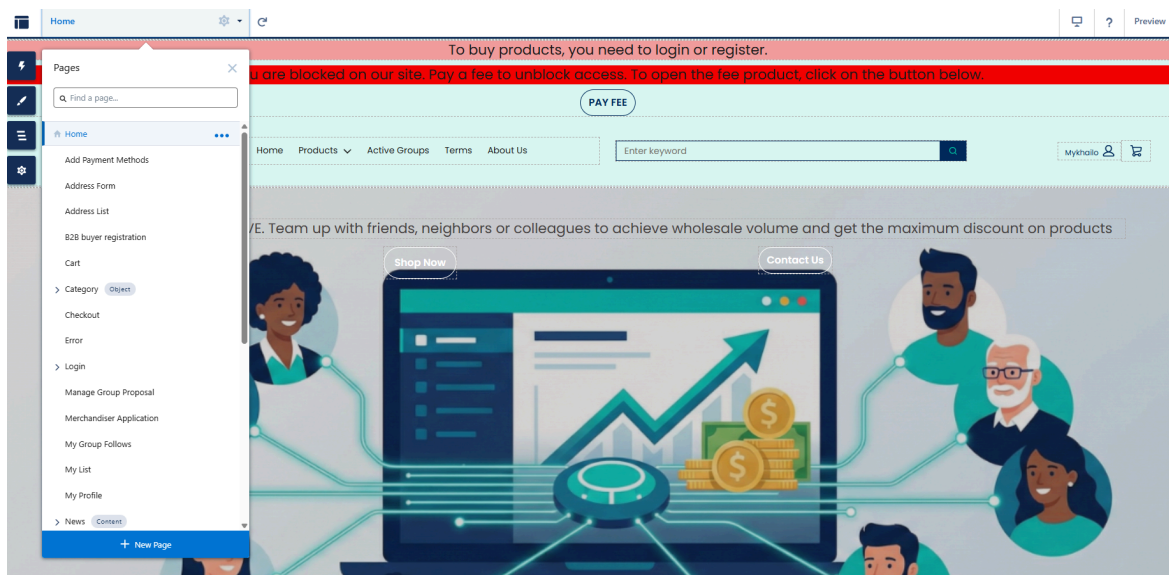 Home
?
Preview
To buy products, you need to login or register.
are blocked on our site. Pay a fee to unblock access. To open the fee product, click on the button below.
PAY FEE
Pages
Find a page...
Home
Add Payment Methods
Address Form
Address List
B2B buyer registration
Cart
Category Object
Checkout
Error
Login
Manage Group Proposal
Merchandiser Application
My Group Follows
My List
My Profile
News Content
+ New Page
Home Products Active Groups Terms About Us
Enter keyword
Mykhailo
Team up with friends, neighbors or colleagues to achieve wholesale volume and get the maximum discount on products
Shop Now
Contact Us
$
$